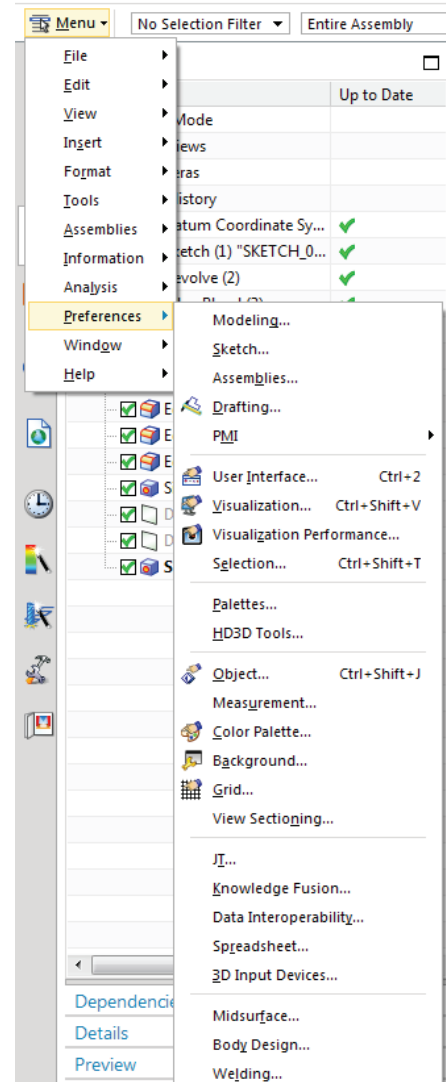 Menu
No Selection Filter
Entire Assembly
File
Edit
Up to Date
View
Mode
Insert
iews
Format
eras
Tools
istory
Assemblies
atum Coordinate Sy...
Information
ketch (1) "SKETCH_0...
Analysis
evolve (2)
Preferences
Window
Help
Modeling...
Sketch...
Assemblies...
E
Drafting...
E
PMI
E
S
User Interface... Ctrl+2
D
Visualization... Ctrl+Shift+V
D
Visualization Performance...
S
Selection... Ctrl+Shift+T
Palettes...
HD3D Tools...
Object... Ctrl+Shift+J
Measurement...
Color Palette...
Background...
Grid...
View Sectioning...
JT...
Knowledge Fusion...
Data Interoperability...
Spreadsheet...
3D Input Devices...
Dependencie
Midsurface...
Details
Body Design...
Preview
Welding...